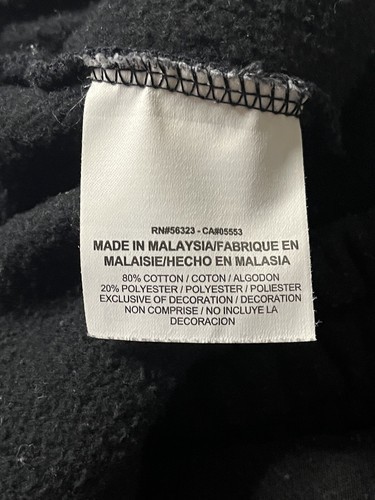 RN#56323 - CA#05553
MADE IN MALAYSIA/FABRIQUE EN
MALAISIE/HECHO EN MALASIA
80% COTTON / COTON / ALGODON
20% POLYESTER / POLYESTER / POLIESTER
EXCLUSIVE OF DECORATION / DECORATION
NON COMPRISE / NO INCLUYE LA
DECORACION